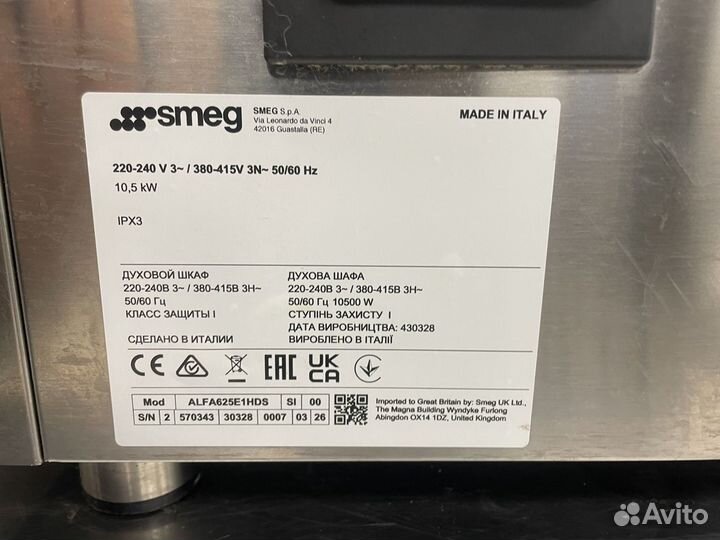 smeg
SMEG S.p.A.
Via Leonardo da Vinci 4
42016 Guastalla (RE)
MADE IN ITALY
220-240 V 3~ / 380-415V 3N~ 50/60 Hz
10,5 kW
IPX3
ДУХОВОЙ ШКАФ
220-240В 3~ / 380-415В 3Н~
50/60 Гц
КЛАСС ЗАЩИТЫ I
СДЕЛАНО В ИТАЛИИ
ДУХОВА ШАФА
220-240В 3~ / 380-415В 3Н~
50/60 Гц 10500 W
СТУПІНЬ ЗАХИСТУ I
ДАТА ВИРОБНИЦТВА: 430328
ВИРОБЛЕНО В ІТАЛІЇ
CE EAC UK CA
Mod ALFA625E1HDS SI 00
S/N 2 570343 30328 0007 03 26
Imported to Great Britain by: Smeg UK Ltd.,
The Magna Building Wyndyke Furlong
Abingdon OX14 1DZ, United Kingdom
Avito